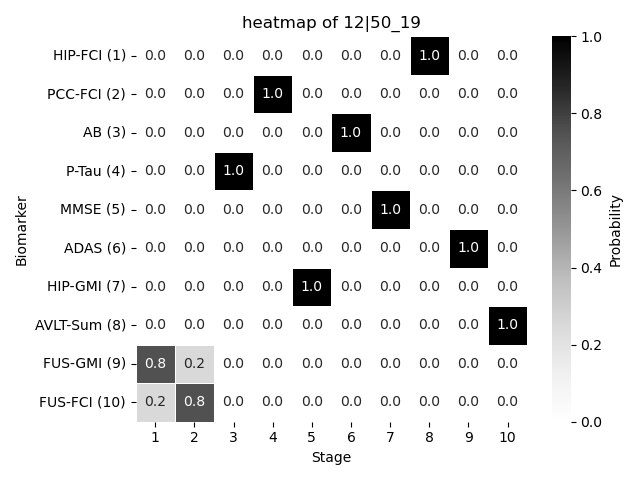 heatmap of 12|50_19
HIP-FCI (1) 0.0 0.0 0.0 0.0 0.0 0.0 0.0 1.0 0.0 0.0
PCC-FCI (2) 0.0 0.0 0.0 1.0 0.0 0.0 0.0 0.0 0.0 0.0
AB (3) 0.0 0.0 0.0 0.0 0.0 1.0 0.0 0.0 0.0 0.0
P-Tau (4) 0.0 0.0 1.0 0.0 0.0 0.0 0.0 0.0 0.0 0.0
MMSE (5) 0.0 0.0 0.0 0.0 0.0 0.0 1.0 0.0 0.0 0.0
ADAS (6) 0.0 0.0 0.0 0.0 0.0 0.0 0.0 0.0 1.0 0.0
HIP-GMI (7) 0.0 0.0 0.0 0.0 1.0 0.0 0.0 0.0 0.0 0.0
AVLT-Sum (8) 0.0 0.0 0.0 0.0 0.0 0.0 0.0 0.0 0.0 1.0
FUS-GMI (9) 0.8 0.2 0.0 0.0 0.0 0.0 0.0 0.0 0.0 0.0
FUS-FCI (10) 0.2 0.8 0.0 0.0 0.0 0.0 0.0 0.0 0.0 0.0
1 2 3 4 5 6 7 8 9 10
Stage
Biomarker
1.0
0.8
0.6
0.4
0.2
0.0
Probability